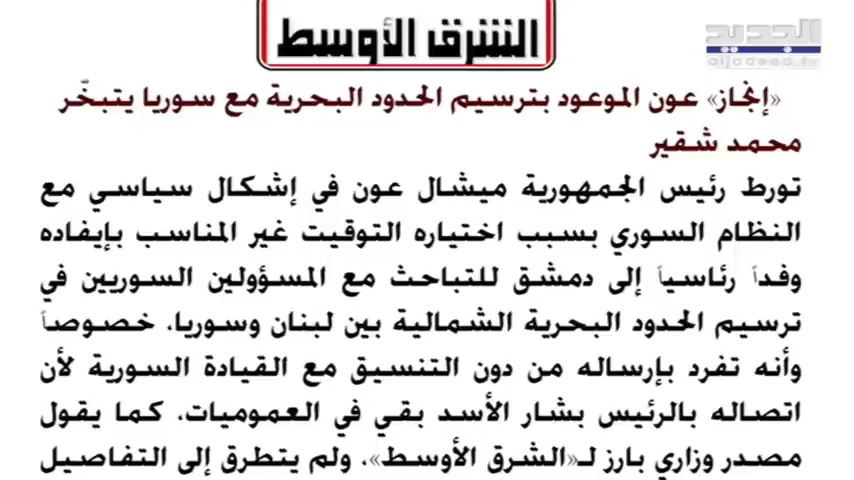 الشرق الأوسط
الجديد
aljadeed.tv
«إنجاز» عون الموعود بترسيم الحدود البحرية مع سوريا يتبخّر
محمد شقير
تورط رئيس الجمهورية ميشال عون في إشكال سياسي مع
النظام السوري بسبب اختياره التوقيت غير المناسب بإيفاده
وفداً رئاسياً إلى دمشق للتباحث مع المسؤولين السوريين في
ترسيم الحدود البحرية الشمالية بين لبنان وسوريا، خصوصاً
وأنه تفرد بإرساله من دون التنسيق مع القيادة السورية لأن
اتصاله بالرئيس بشار الأسد بقي في العموميات، كما يقول
مصدر وزاري بارز لـ«الشرق الأوسط»، ولم يتطرق إلى التفاصيل